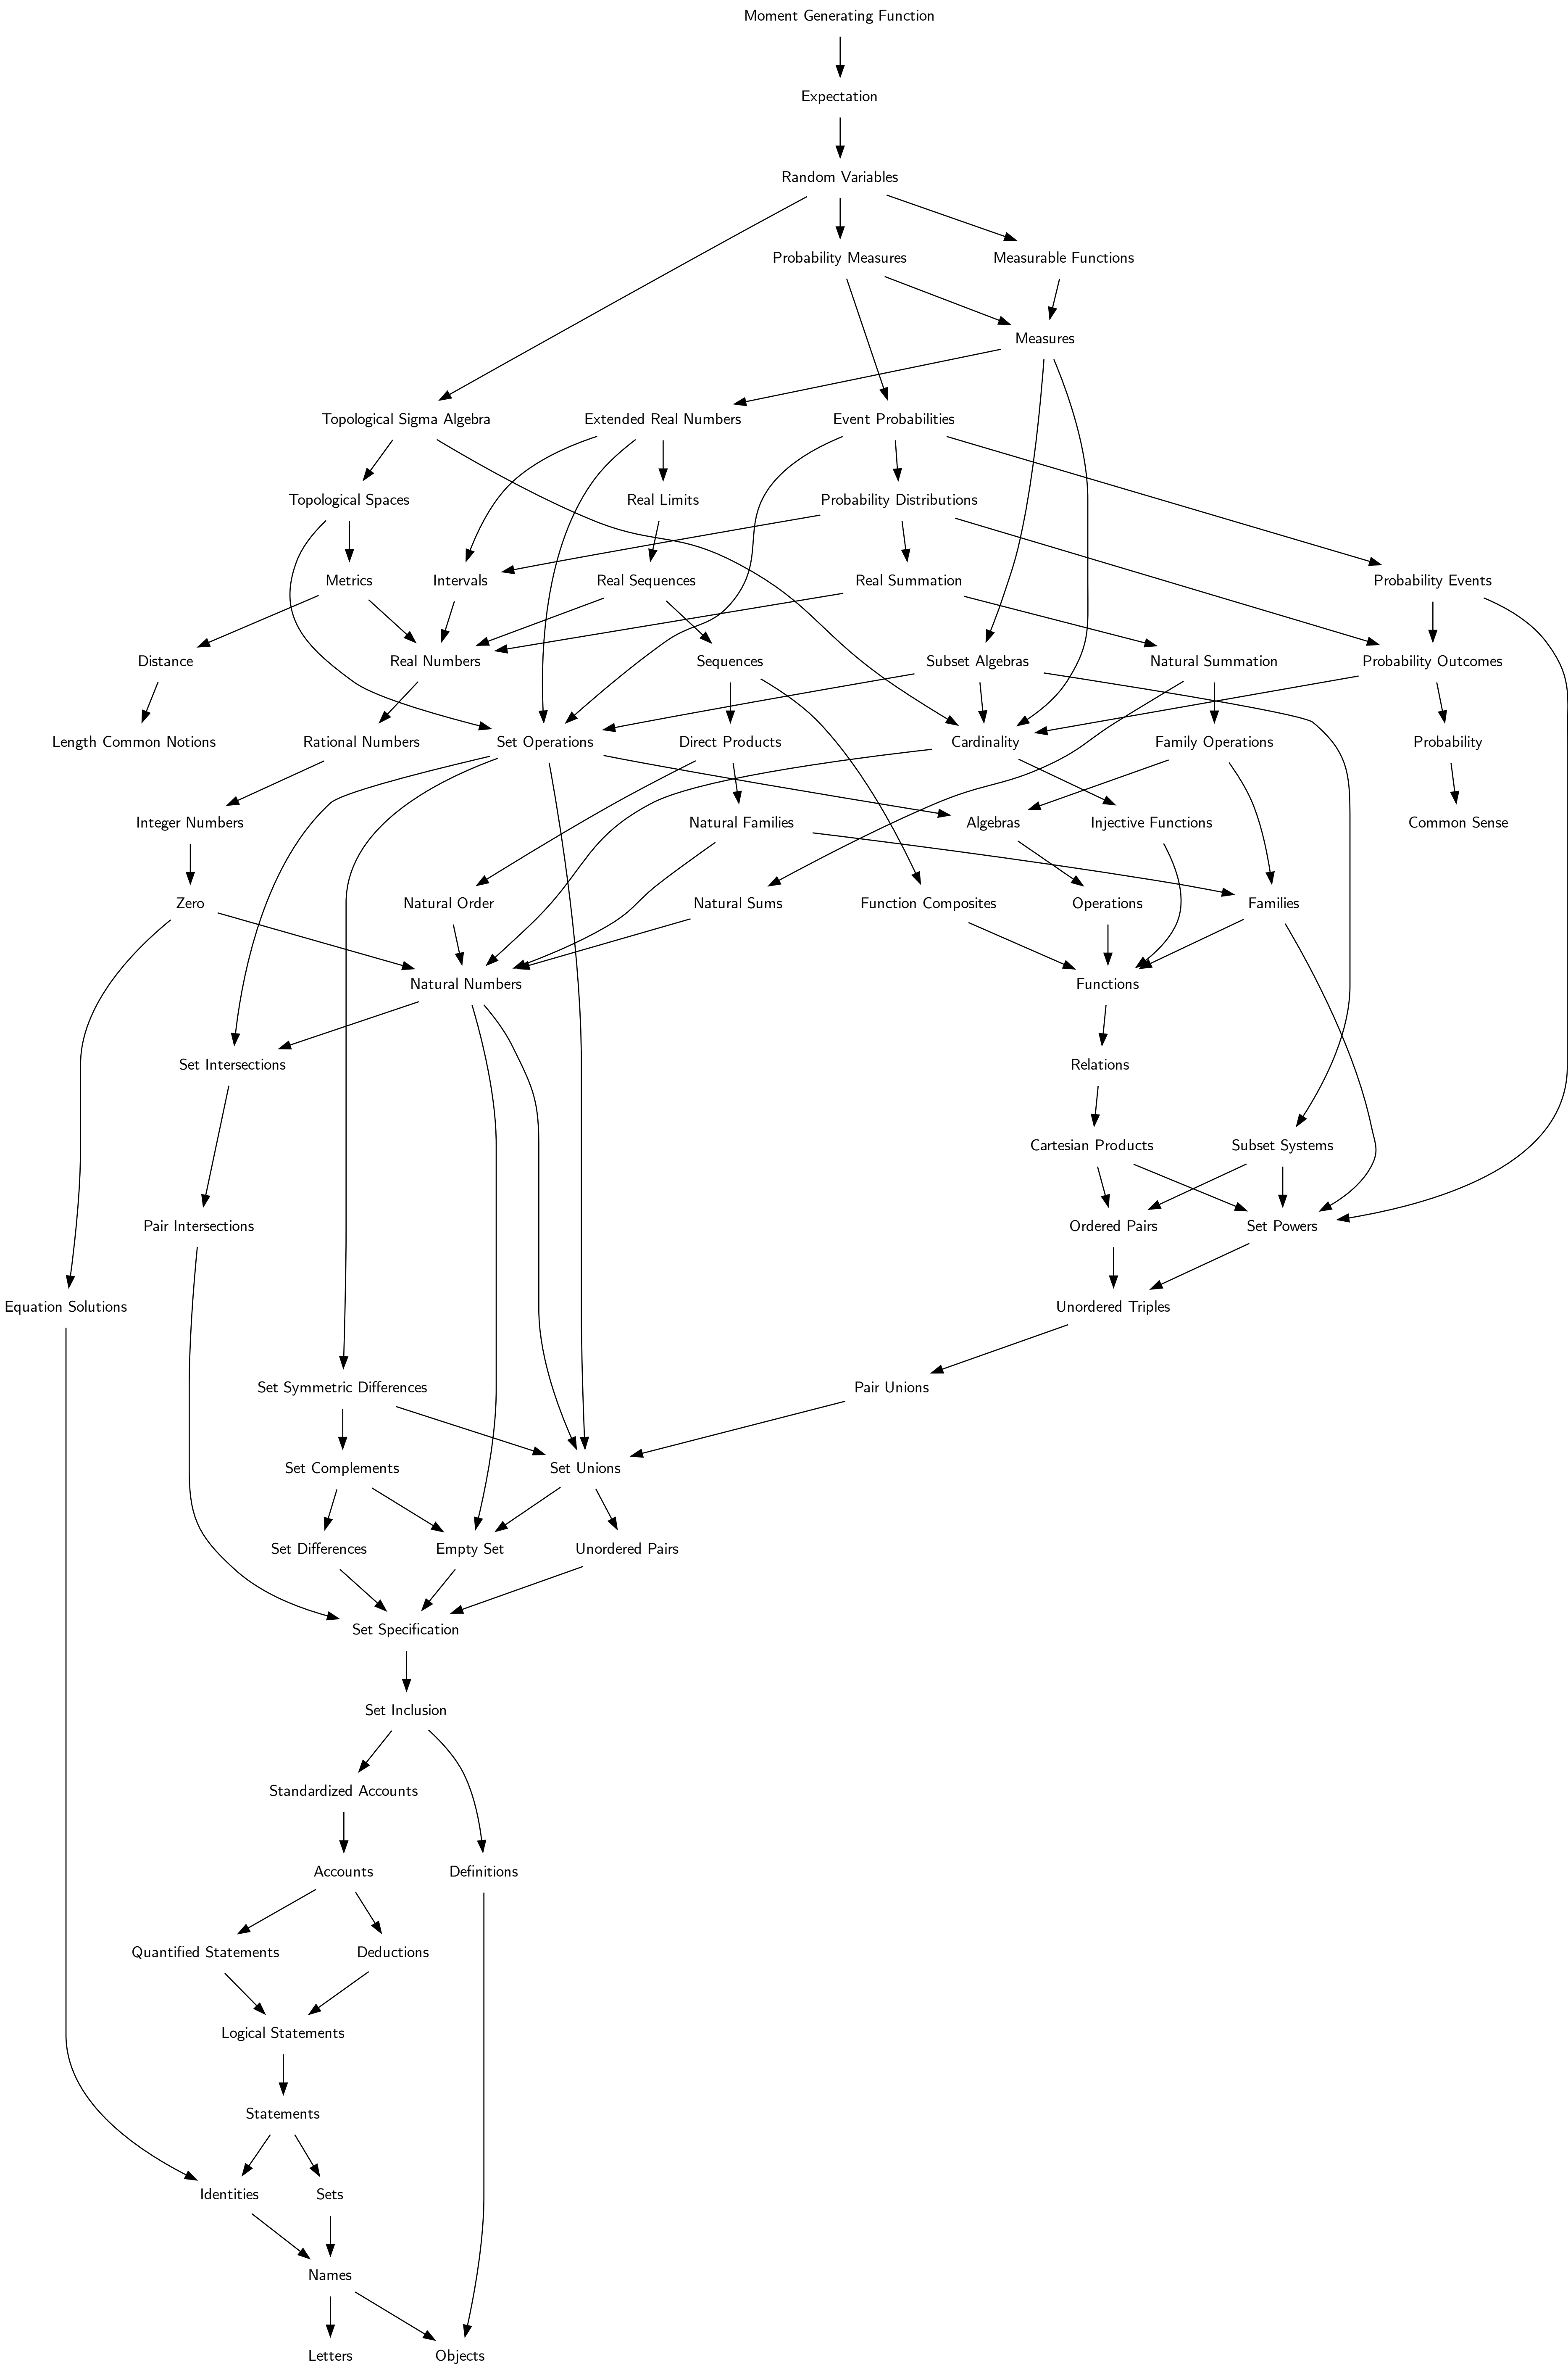 Moment Generating Function
Expectation
Random Variables
Probability Measures
Measurable Functions
Measures
Topological Sigma Algebra
Extended Real Numbers
Event Probabilities
Topological Spaces
Real Limits
Probability Distributions
Metrics
Intervals
Real Sequences
Real Summation
Probability Events
Distance
Real Numbers
Sequences
Subset Algebras
Natural Summation
Probability Outcomes
Length Common Notions
Rational Numbers
Set Operations
Direct Products
Cardinality
Family Operations
Probability
Integer Numbers
Natural Families
Algebras
Injective Functions
Common Sense
Zero
Natural Order
Natural Sums
Function Composites
Operations
Families
Natural Numbers
Functions
Set Intersections
Relations
Cartesian Products
Subset Systems
Pair Intersections
Ordered Pairs
Set Powers
Equation Solutions
Unordered Triples
Set Symmetric Differences
Pair Unions
Set Complements
Set Unions
Set Differences
Empty Set
Unordered Pairs
Set Specification
Set Inclusion
Standardized Accounts
Accounts
Definitions
Quantified Statements
Deductions
Logical Statements
Statements
Identities
Sets
Names
Letters
Objects